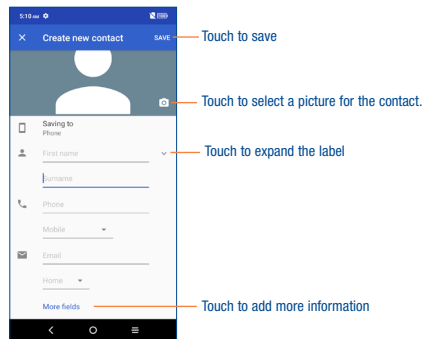 5:10 AM
Create new contact SAVE
Touch to save
Touch to select a picture for the contact.
Saving to
Phone
First name
Touch to expand the label
Surname
Phone
Mobile
Email
Home
More fields
Touch to add more information